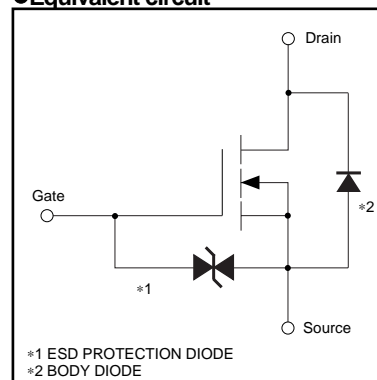 ●Equivalent circuit
Drain
Gate
∗2
∗1
Source
∗1 ESD PROTECTION DIODE
∗2 BODY DIODE